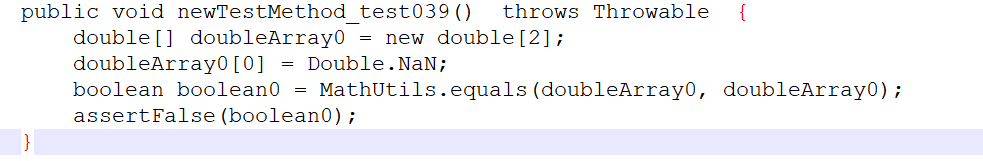 public void newTestMethod_test039()  throws Throwable  {
    double[] doubleArray0 = new double[2];
    doubleArray0[0] = Double.NaN;
    boolean boolean0 = MathUtils.equals(doubleArray0, doubleArray0);
    assertFalse(boolean0);
}